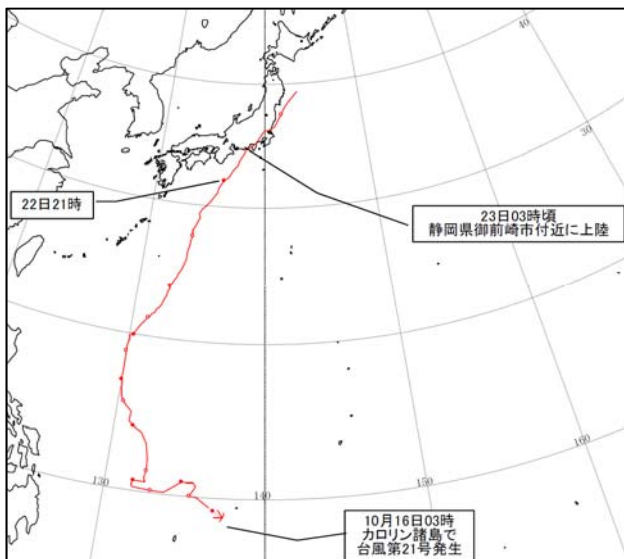 40
30
22日21時
23日03時頃
静岡県御前崎市付近に上陸
130
140
150
160
10月16日03時
カロリン諸島で
台風第21号発生